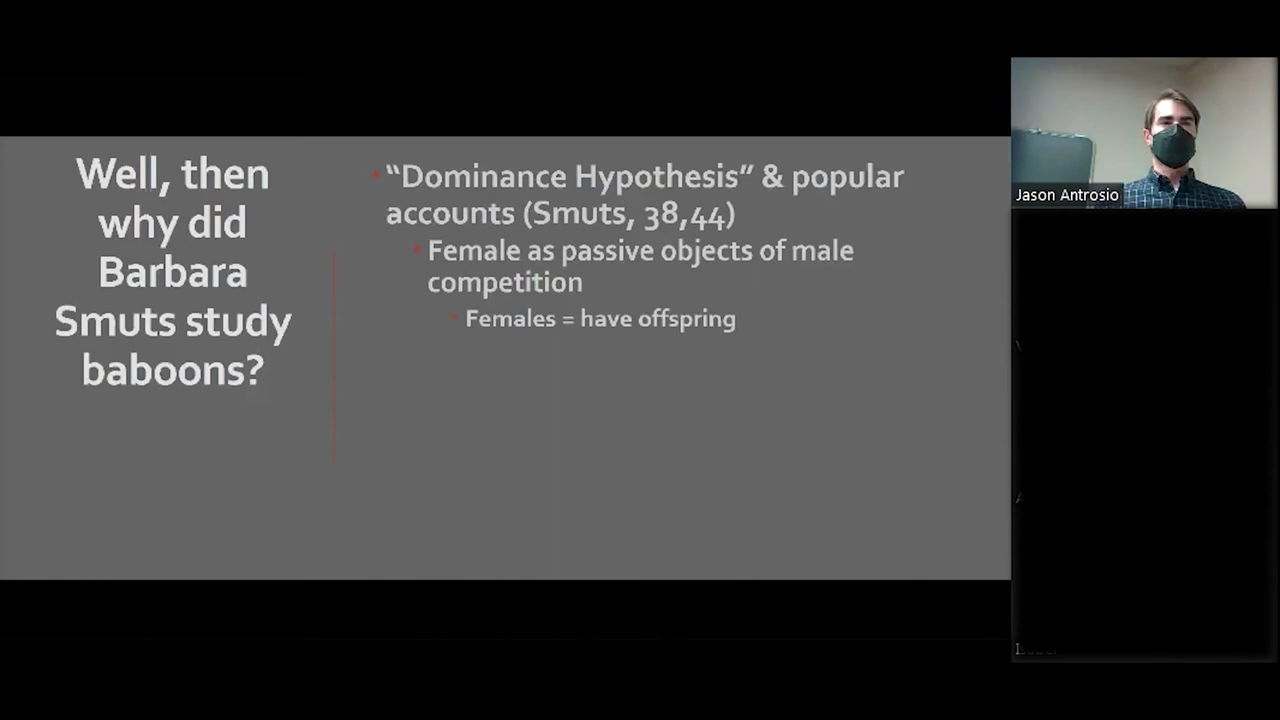 Well, then
why did
Barbara
Smuts study
baboons?
“Dominance Hypothesis” & popular
accounts (Smuts, 38,44)
Female as passive objects of male
competition
Females = have offspring
Jason Antrosio